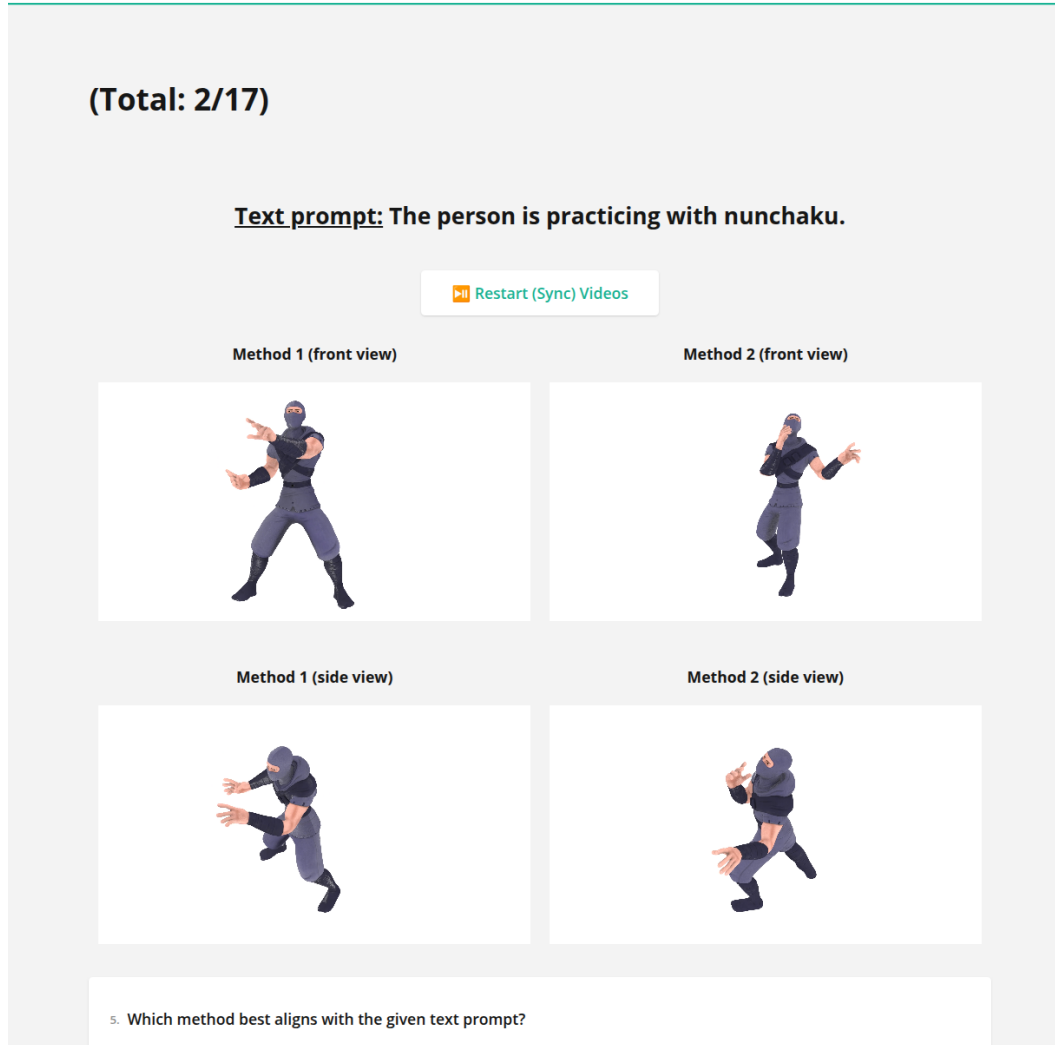 (Total: 2/17)
Text prompt: The person is practicing with nunchaku.
⏯️ Restart (Sync) Videos
Method 1 (front view)
Method 2 (front view)
Method 1 (side view)
Method 2 (side view)
5. Which method best aligns with the given text prompt?